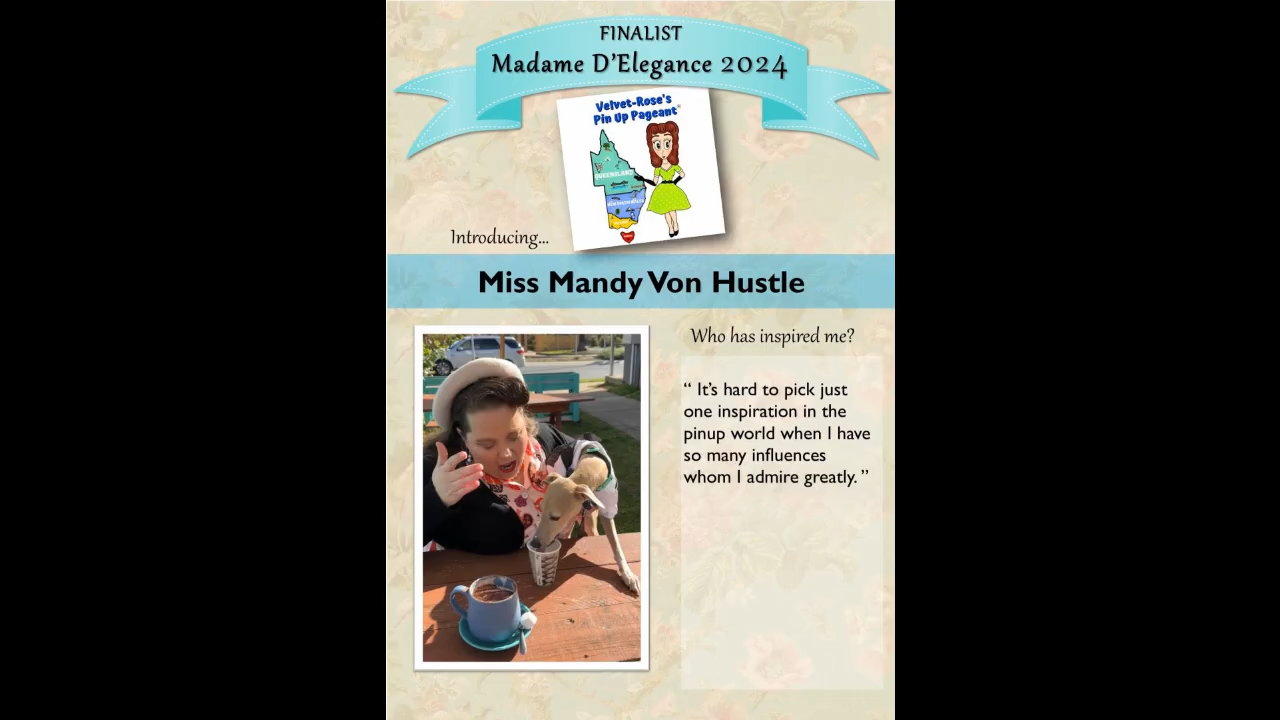 FINALIST
Madame D'Elegance 2024
Velvet-Rose's
Pin Up Pageant
QUEENSLAND
Introducing...
Miss Mandy Von Hustle
Who has inspired me?
“ It's hard to pick just
one inspiration in the
pinup world when I have
so many influences
whom I admire greatly. ”